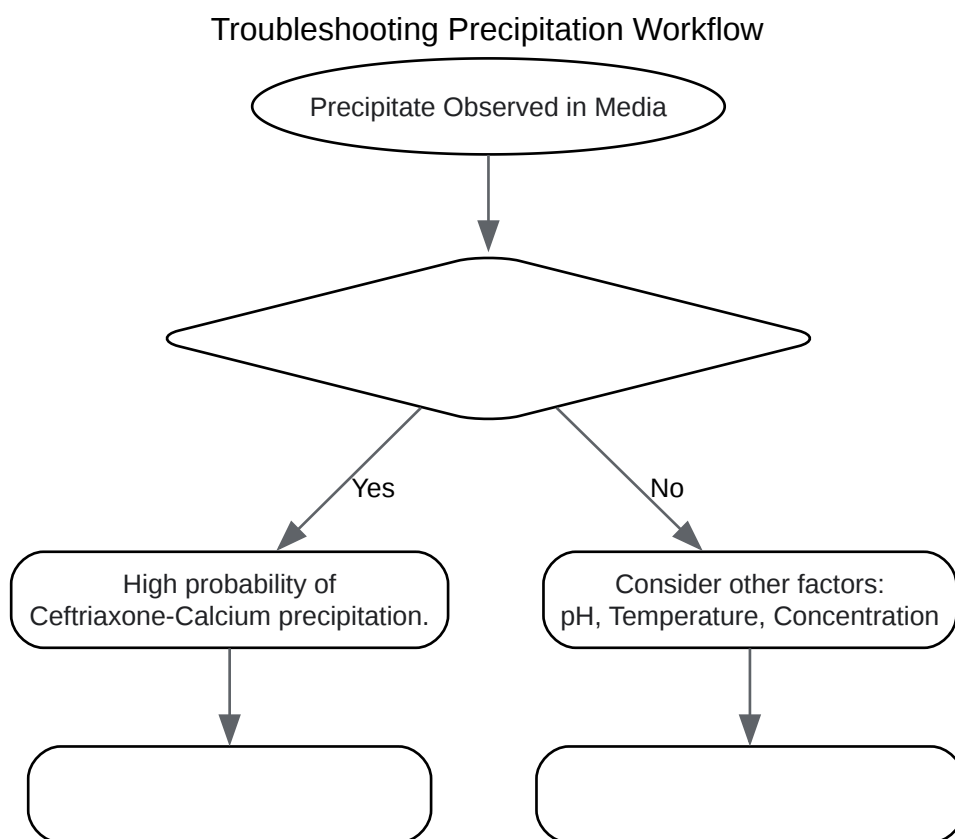 Troubleshooting Precipitation Workflow
Precipitate Observed in Media
Yes
No
High probability of
Ceftriaxone-Calcium precipitation.
Consider other factors:
pH, Temperature, Concentration